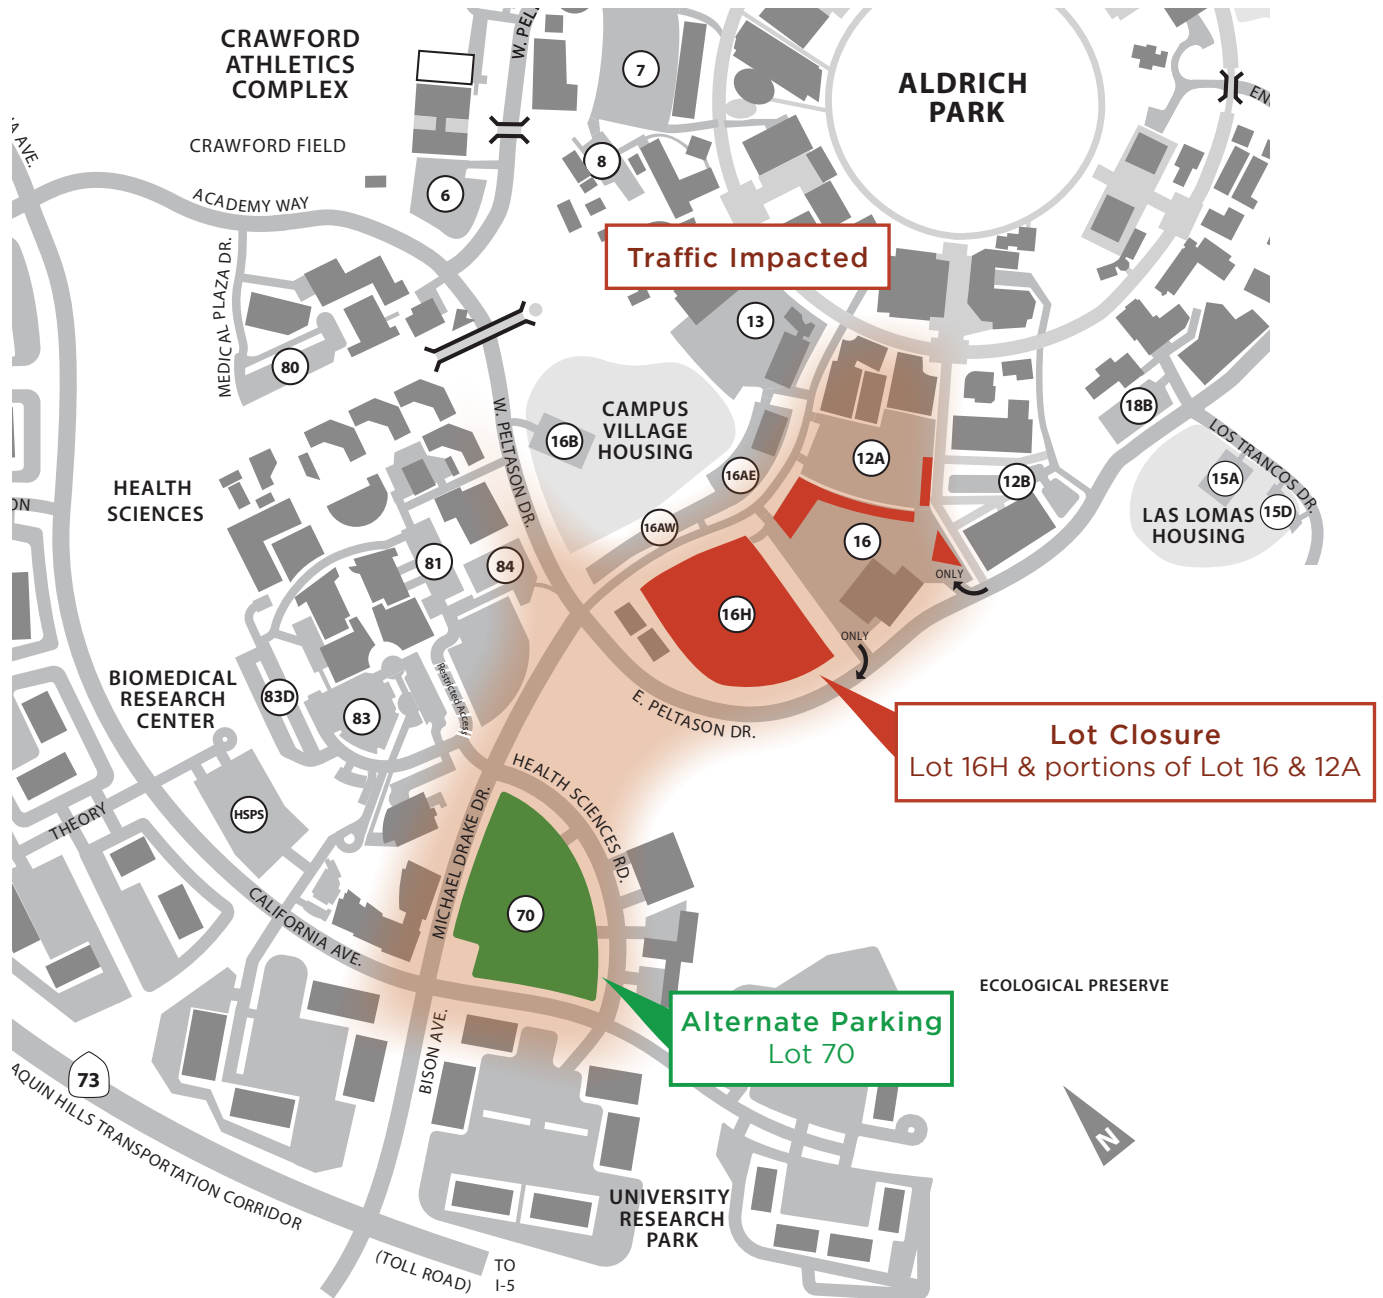 CRAWFORD
ATHLETICS
COMPLEX
W. PEL
7
ALDRICH
PARK
CRAWFORD FIELD
8
6
ACADEMY WAY
MEDICAL PLAZA DR.
Traffic Impacted
13
80
W. PELTASON DR.
16B
CAMPUS
VILLAGE
HOUSING
18B
LOS TRANCOS DR.
12A
16AE
12B
15A
15D
HEALTH
SCIENCES
LAS LOMAS
HOUSING
16AW
16
81
84
ONLY
16H
ONLY
BIOMEDICAL
RESEARCH
CENTER
83D
83
Restricted Access
E. PELTASON DR.
Lot Closure
Lot 16H & portions of Lot 16 & 12A
HEALTH SCIENCES RD.
MICHAEL DRAKE DR.
HSPS
THEORY
70
CALIFORNIA AVE.
ECOLOGICAL PRESERVE
Alternate Parking
Lot 70
BISON AVE.
73
AQUIN HILLS TRANSPORTATION CORRIDOR
N
UNIVERSITY
RESEARCH
PARK
(TOLL ROAD)
TO
I-5